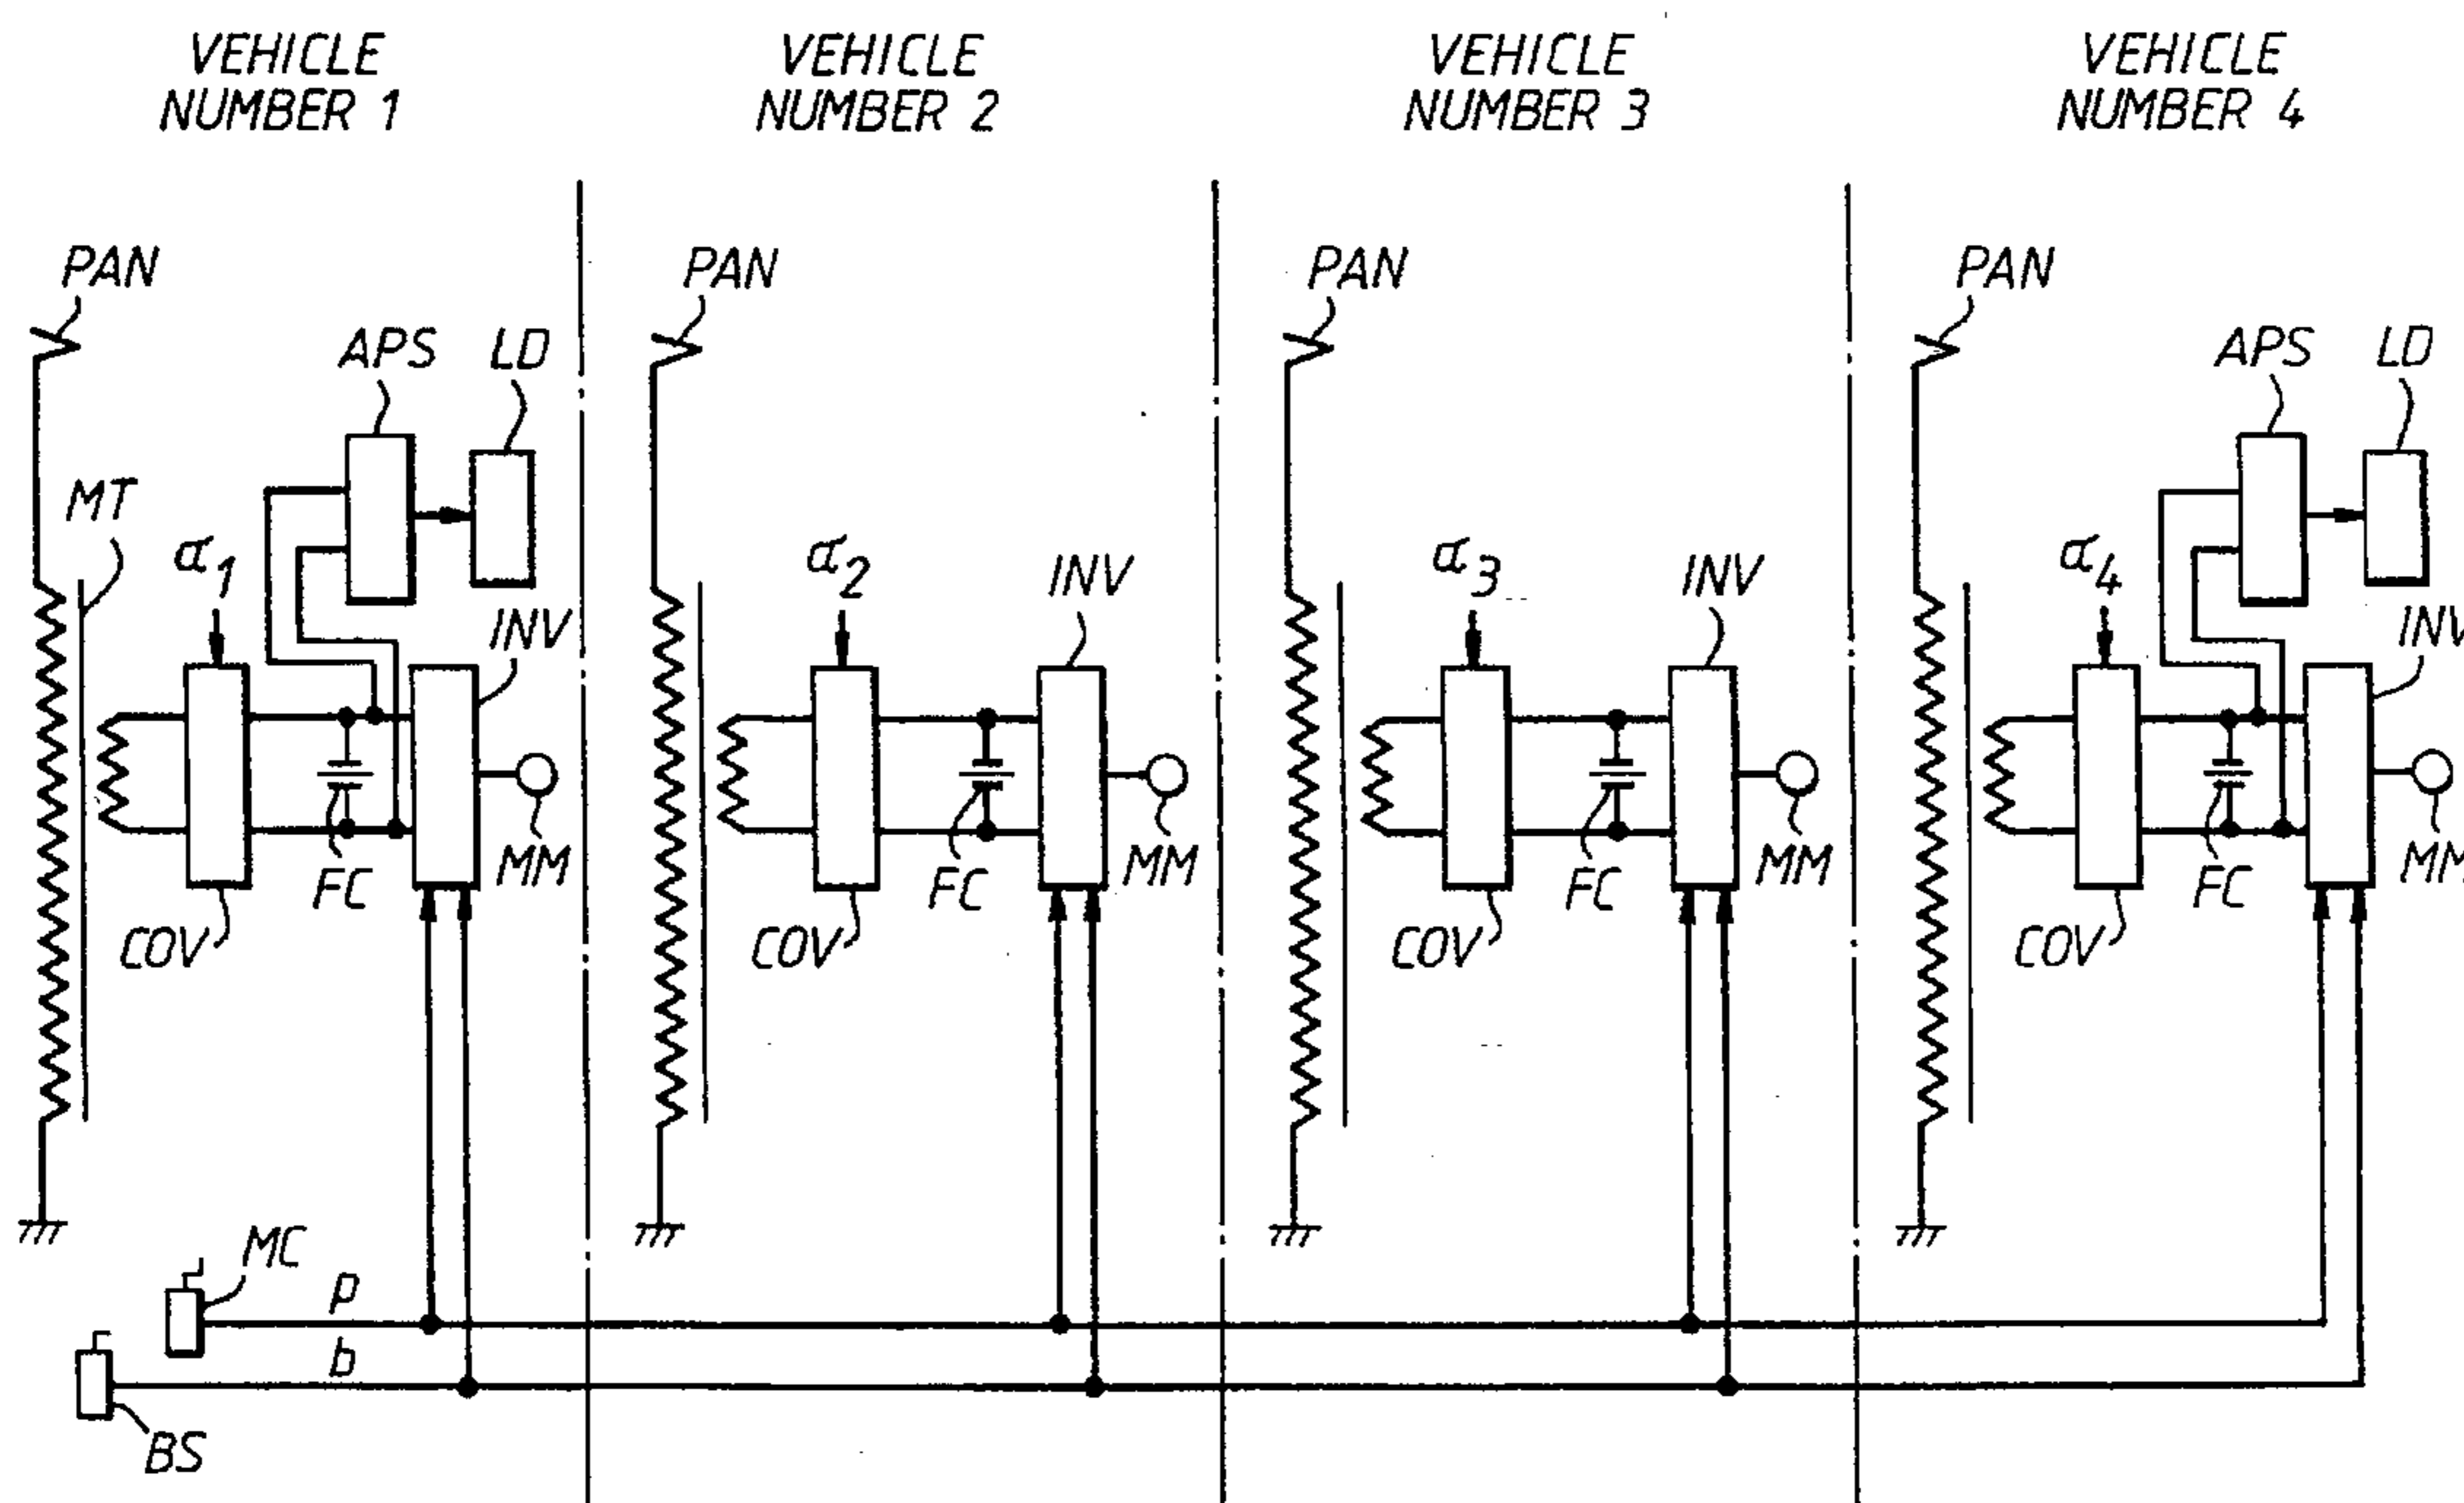 VEHICLE
NUMBER 1
VEHICLE
NUMBER 2
VEHICLE
NUMBER 3
VEHICLE
NUMBER 4
PAN
PAN
PAN
PAN
APS
LD
APS
LD
MT
α1
INV
α2
INV
α3
INV
α4
INV
FC
MM
COV
FC
MM
COV
FC
MM
COV
FC
MM
COV
MC
p
b
BS